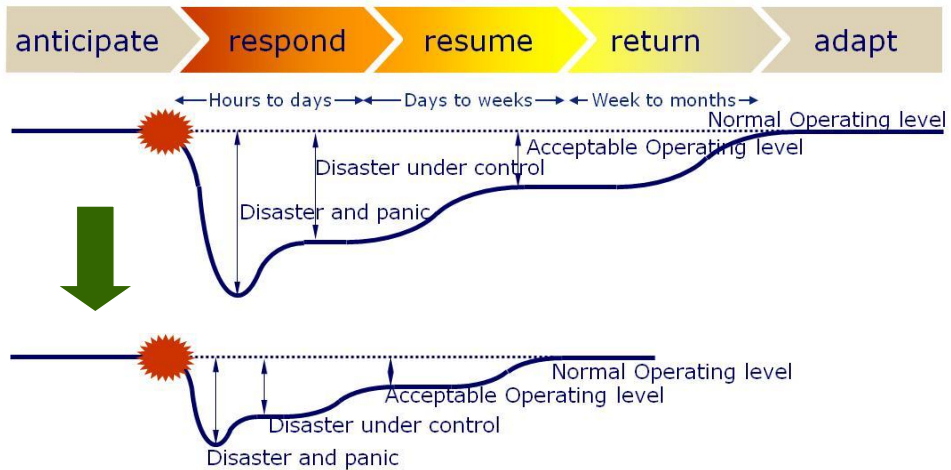 anticipate respond resume return adapt
Hours to days Days to weeks Week to months
Normal Operating level
Acceptable Operating level
Disaster under control
Disaster and panic
Normal Operating level
Acceptable Operating level
Disaster under control
Disaster and panic